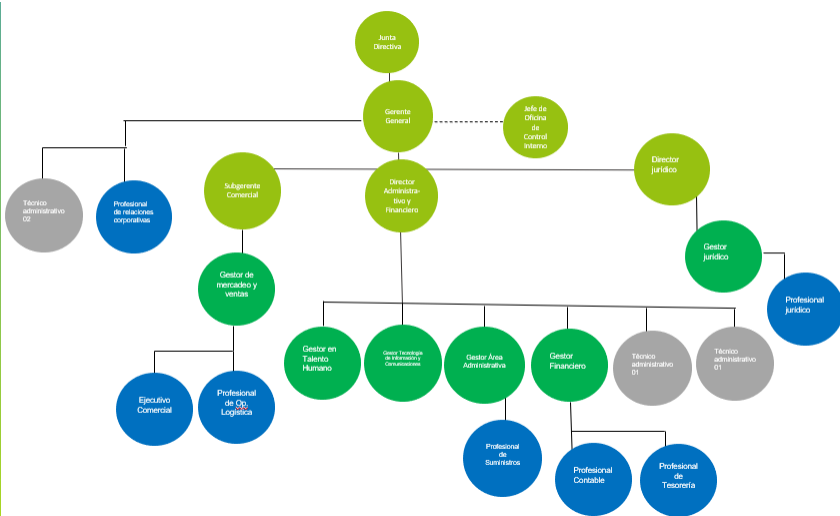 Junta
Directiva
Gerente
General
Jefe de
Oficina
de
Control
Interno
Técnico
administrativo
02
Profesional
de relaciones
corporativas
Subgerente
Comercial
Director
Administra-
tivo y
Financiero
Director
jurídico
Gestor
jurídico
Profesional
jurídico
Gestor de
mercadeo y
ventas
Ejecutivo
Comercial
Profesional
de Op.
Logística
Gestor en
Talento
Humano
Gestor Tecnología
de Información y
Comunicaciones
Gestor Área
Administrativa
Gestor
Financiero
Técnico
administrativo
01
Técnico
administrativo
01
Profesional
de
Suministros
Profesional
Contable
Profesional
de
Tesorería